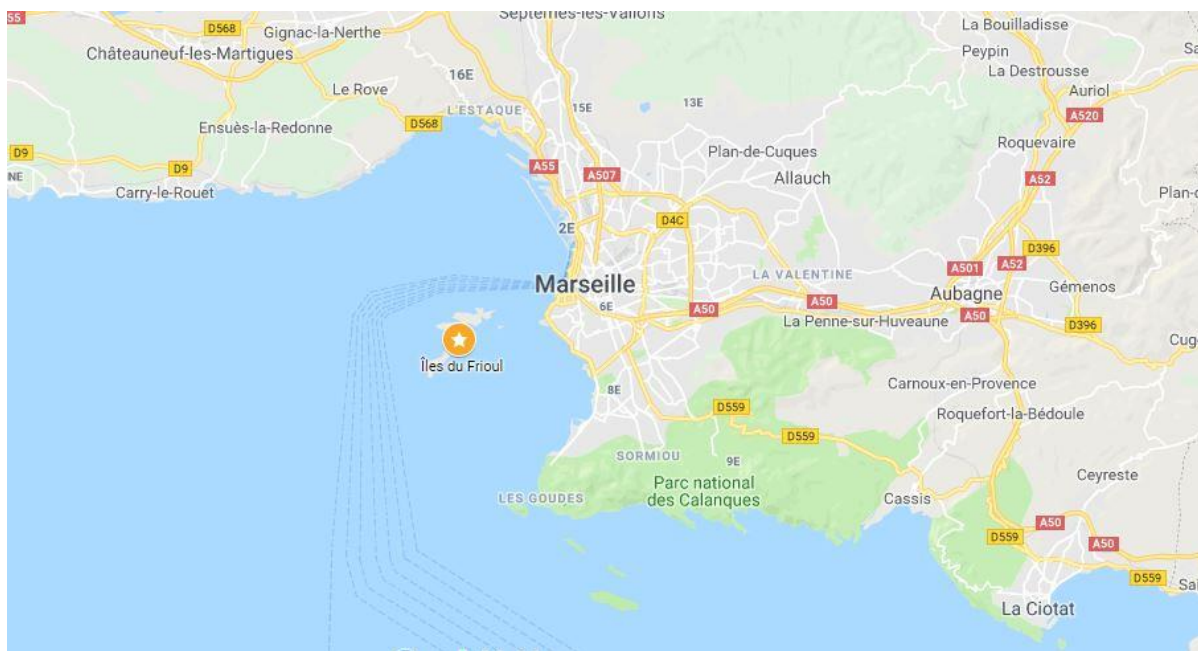 55
D568
Septèmes-les-Vallons
Gignac-la-Nerthe
Châteauneuf-les-Martigues
La Bouilladisse
Peypin
La Destrousse
Auriol
16E
Le Rove
L'ESTAQUE
15E
13E
A520
Ensuès-la-Redonne
D568
Roquevaire
D9
D9
A55
A507
Plan-de-Cuques
Allauch
A52
Carry-le-Rouet
D4C
2E
D396
Marseille
LA VALENTINE
A501
A52
6E
A50
A50
Aubagne
Gémenos
La Penne-sur-Huveaune
A50
D396
Îles du Frioul
8E
D559
Carnoux-en-Provence
D559
Roquefort-la-Bédoule
SORMIOU
9E
Parc national
des Calanques
LES GOUDES
Cassis
Ceyreste
D559
A50
A50
D559
La Ciotat